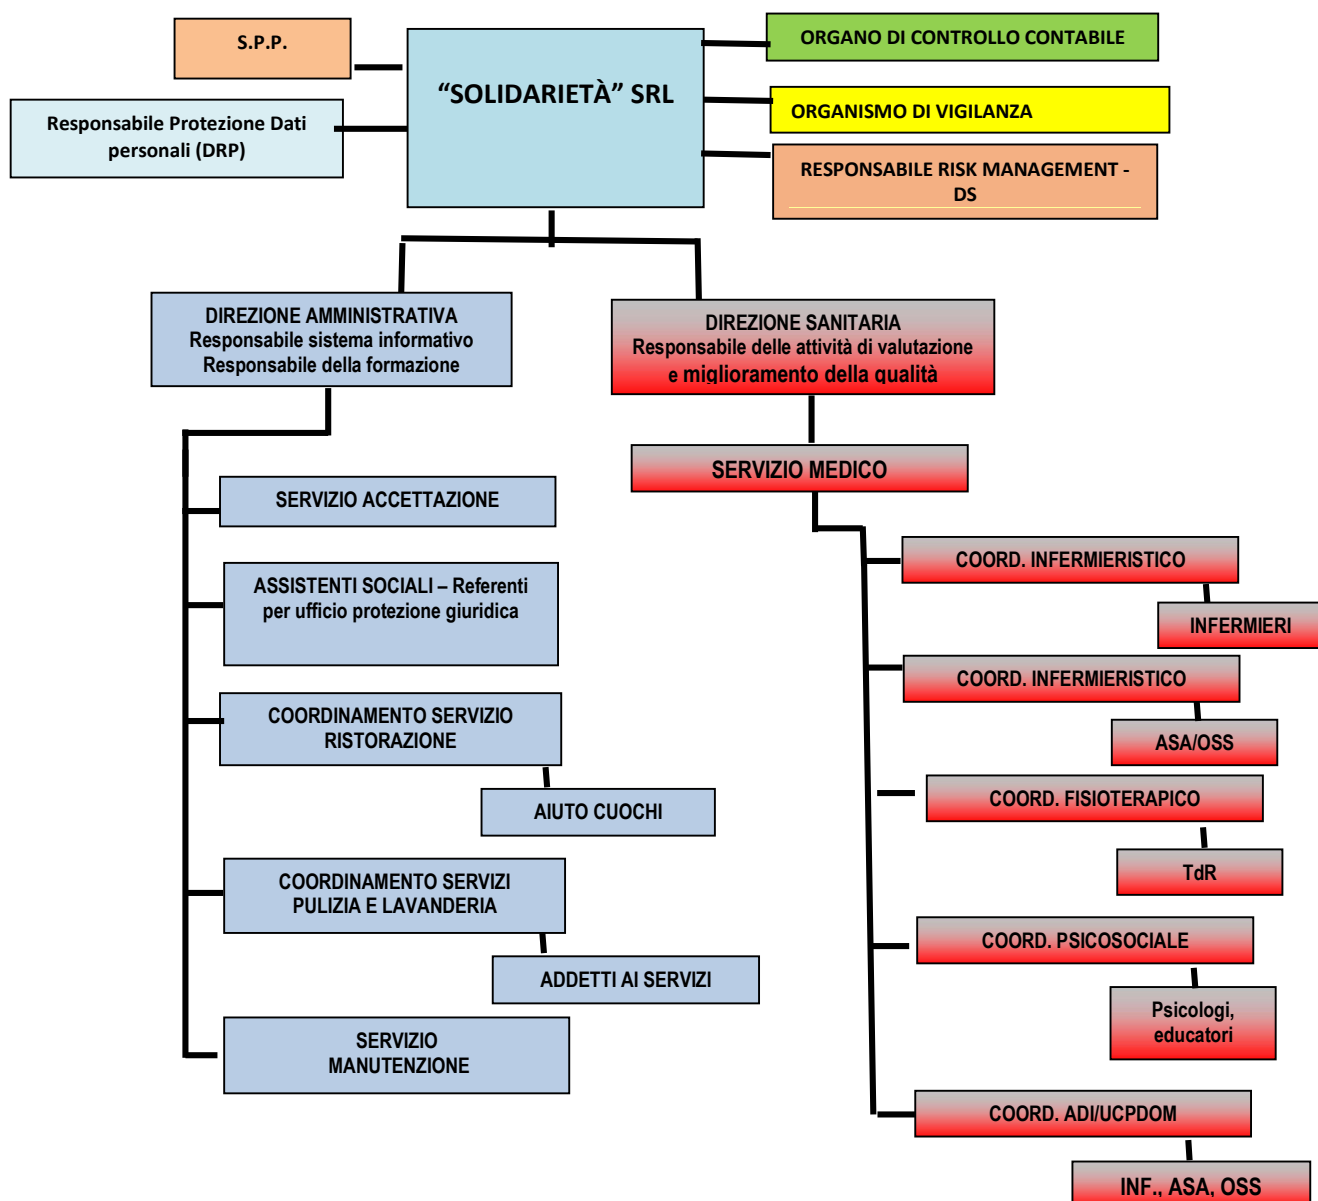 S.P.P.
“SOLIDARIETÀ” SRL
ORGANO DI CONTROLLO CONTABILE
Responsabile Protezione Dati
personali (DRP)
ORGANISMO DI VIGILANZA
RESPONSABILE RISK MANAGEMENT -
DS
DIREZIONE AMMINISTRATIVA
Responsabile sistema informativo
Responsabile della formazione
DIREZIONE SANITARIA
Responsabile delle attività di valutazione
e miglioramento della qualità
SERVIZIO MEDICO
SERVIZIO ACCETTAZIONE
ASSISTENTI SOCIALI – Referenti
per ufficio protezione giuridica
COORDINAMENTO SERVIZIO
RISTORAZIONE
AIUTO CUOCHI
COORDINAMENTO SERVIZI
PULIZIA E LAVANDERIA
ADDETTI AI SERVIZI
SERVIZIO
MANUTENZIONE
COORD. INFERMIERISTICO
INFERMIERI
COORD. INFERMIERISTICO
ASA/OSS
COORD. FISIOTERAPICO
TdR
COORD. PSICOSOCIALE
Psicologi,
educatori
COORD. ADI/UCPDOM
INF., ASA, OSS